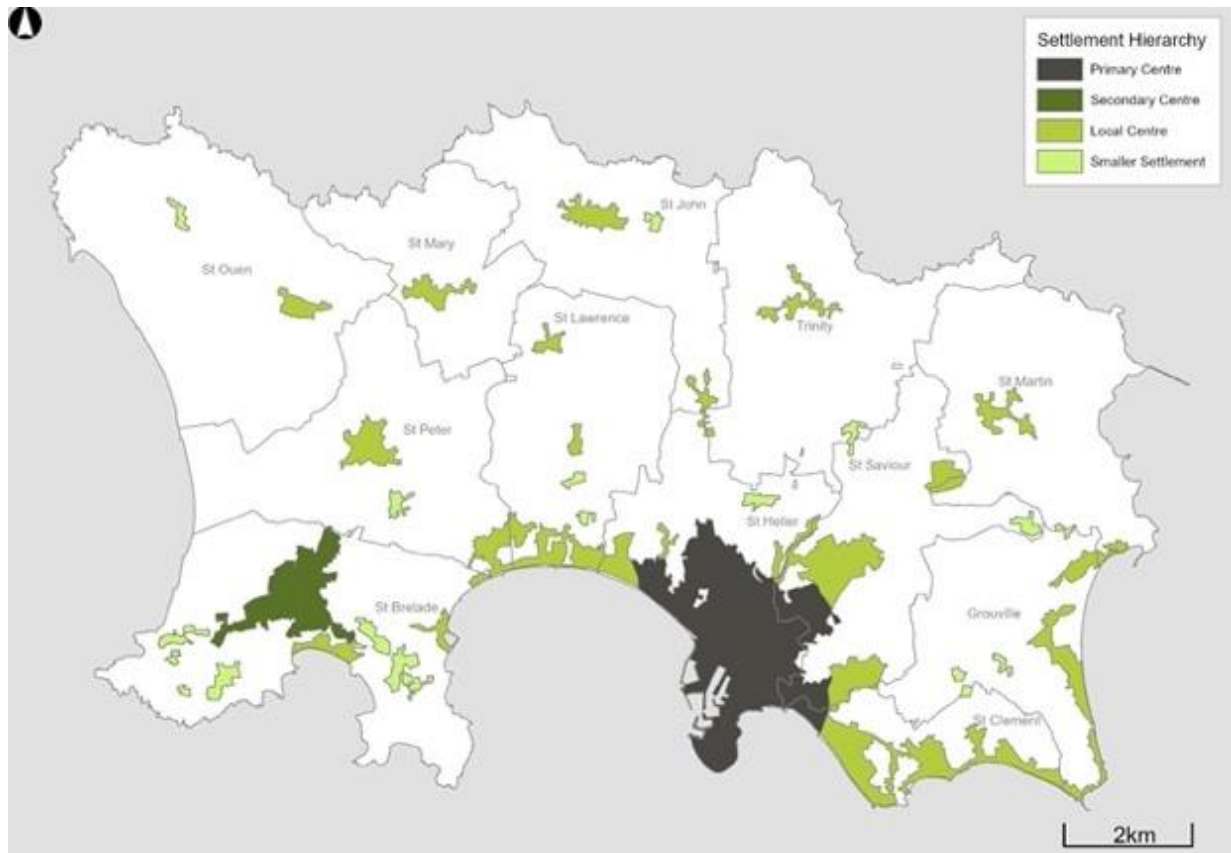 Settlement Hierarchy
Primary Centre
Secondary Centre
Local Centre
Smaller Settlement
St John
St Mary
St Ouen
St Lawrence
Trinity
St Martin
St Peter
St Saviour
St Helier
St Brelade
Grouville
St Clement
2km